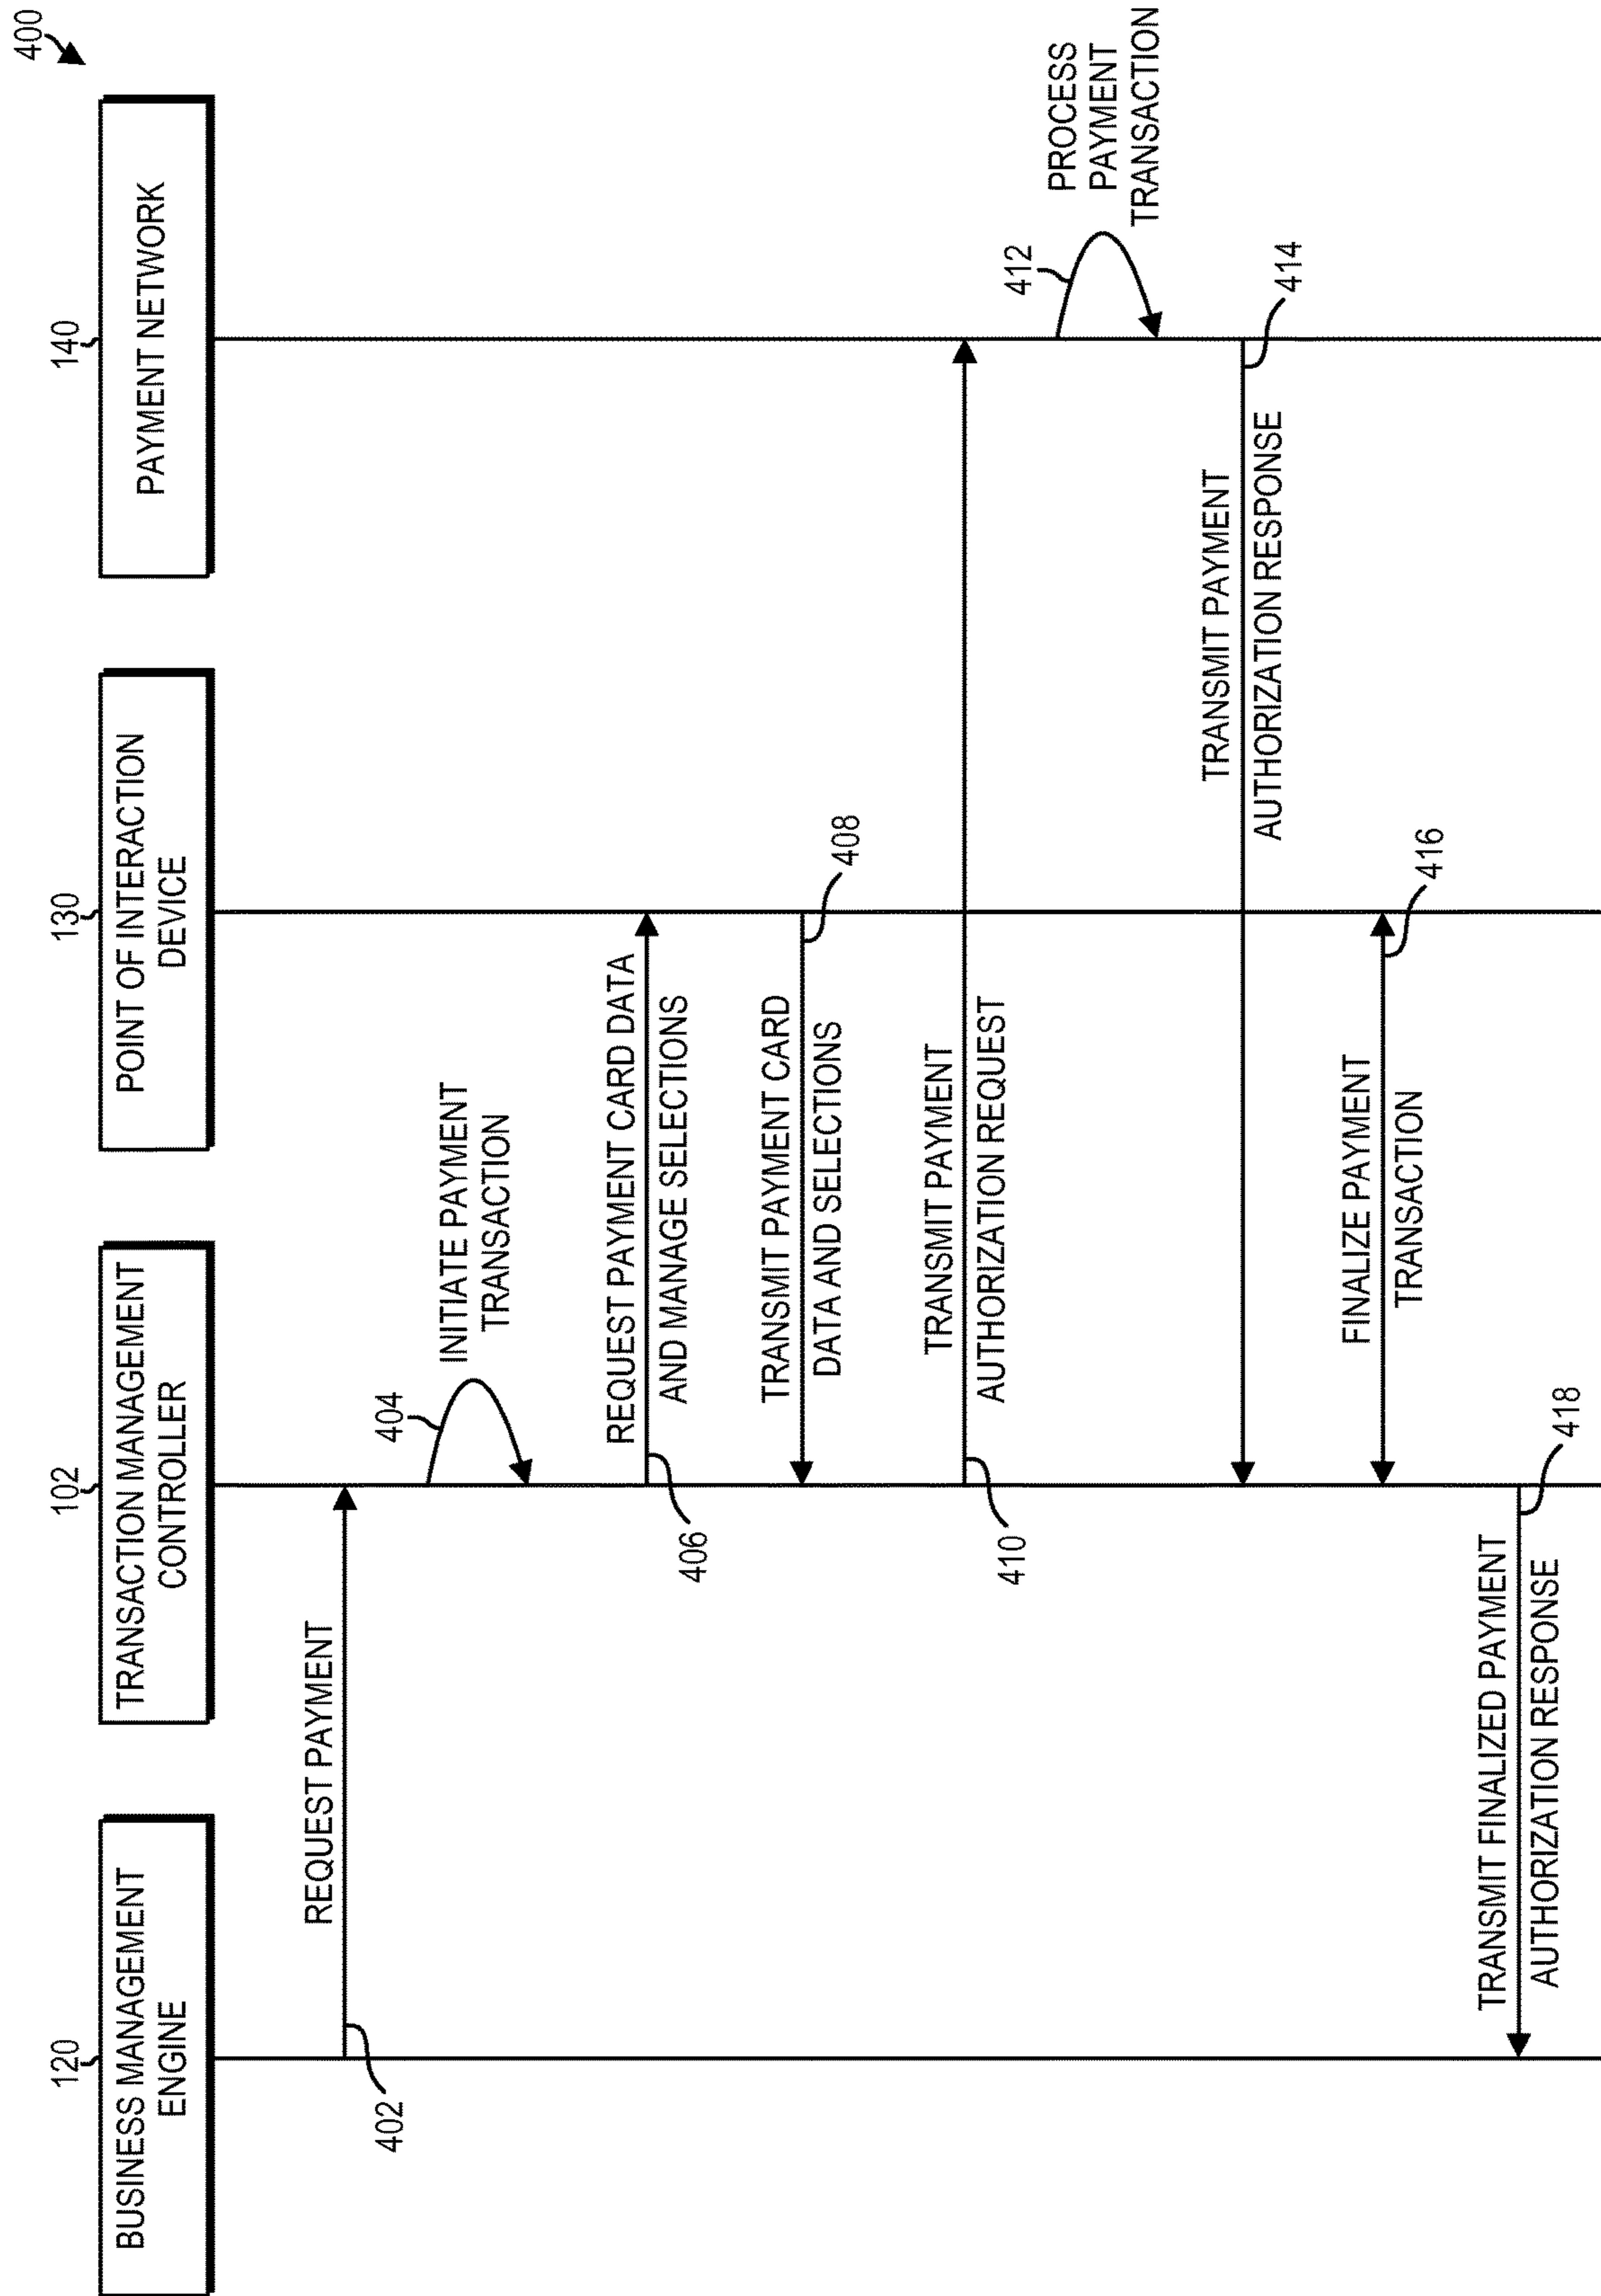 400
120
102
130
140
BUSINESS MANAGEMENT
ENGINE
TRANSACTION MANAGEMENT
CONTROLLER
POINT OF INTERACTION
DEVICE
PAYMENT NETWORK
REQUEST PAYMENT
402
404
INITIATE PAYMENT
TRANSACTION
REQUEST PAYMENT CARD DATA
AND MANAGE SELECTIONS
406
TRANSMIT PAYMENT CARD
DATA AND SELECTIONS
408
TRANSMIT PAYMENT
AUTHORIZATION REQUEST
410
412
PROCESS
PAYMENT
TRANSACTION
TRANSMIT PAYMENT
AUTHORIZATION RESPONSE
414
FINALIZE PAYMENT
TRANSACTION
416
TRANSMIT FINALIZED PAYMENT
AUTHORIZATION RESPONSE
418